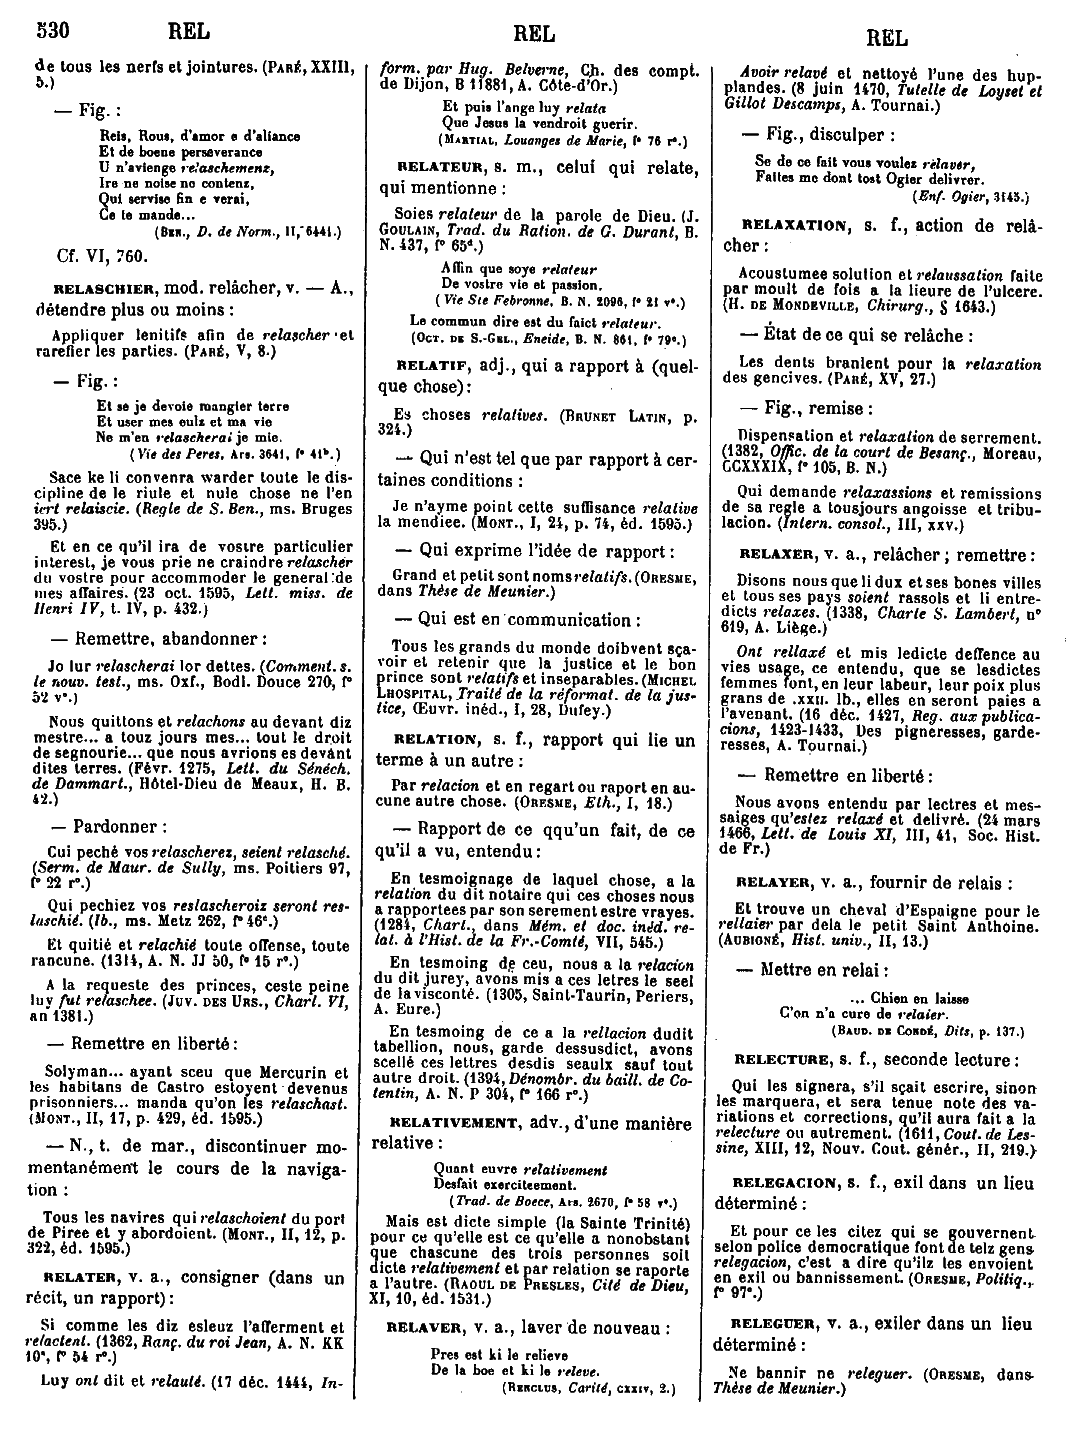 530 REL REL REL
de tous les nerfs et jointures. (PARÉ, XXIII,
5.)
— Fig. :
Reis, Rous, d'amor e d'aliance
Et de boene perseverance
U n'avienge relaschemenz,
Ire ne noise no contenz,
Qui servise fin e verai,
Ce te mande...
(BEN., D. de Norm., II, 6441.)
Cf. VI, 760.
RELASCHIER, mod. relâcher, v. — A.,
détendre plus ou moins :
Appliquer lenitifs afin de relascher et
rarefier les parties. (PARÉ, V, 8.)
— Fig. :
Et se je devoie mangier terre
Et user mes eulz et ma vie
Ne m'en relascherai je mie.
(Vie des Peres, Ars. 3641, f° 41b.)
Sace ke li convenra warder toute le dis-
cipline de le riule et nule chose ne l'en
iert relaiscie. (Regle de S. Ben., ms. Bruges
395.)
Et en ce qu'il ira de vostre particulier
interest, je vous prie ne craindre relascher
du vostre pour accommoder le general de
mes affaires. (23 oct. 1595, Lett. miss. de
Henri IV, t. IV, p. 432.)
— Remettre, abandonner :
Jo lur relascherai lor dettes. (Comment. s.
le nouv. test., ms. Oxf., Bodl. Douce 270, f°
52 v°.)
Nous quittons et relachons au devant diz
mestre... a touz jours mes... tout le droit
de segnourie... que nous avrions es devant
dites terres. (Févr. 1275, Lett. du Sénéch.
de Dammart., Hôtel-Dieu de Meaux, H. B.
42.)
— Pardonner :
Cui peché vos relascherez, seient relasché.
(Serm. de Maur. de Sully, ms. Poitiers 97,
f° 22 r°.)
Qui pechiez vos reslascheroiz seront res-
laschié. (Ib., ms. Metz 262, f° 46c.)
Et quitié et relachié toute offense, toute
rancune. (1314, A. N. JJ 50, f° 15 r°.)
A la requeste des princes, ceste peine
luy fut relaschee. (JUV. DES URS., Charl. VI,
an 1381.)
— Remettre en liberté :
Solyman... ayant sceu que Mercurin et
les habitans de Castro estoyent devenus
prisonniers... manda qu'on les relaschast.
(MONT., II, 17, p. 429, éd. 1595.)
— N., t. de mar., discontinuer mo-
mentanément le cours de la naviga-
tion :
Tous les navires qui relaschoient du port
de Piree et y abordoient. (MONT., II, 12, p.
322, éd. 1595.)
RELATER, v. a., consigner (dans un
récit, un rapport) :
Si comme les diz esleuz l'afferment et
relactent. (1362, Ranç. du roi Jean, A. N. KK
10a, f° 54 r°.)
Luy ont dit et relauté. (17 déc. 1444, In-
form. par Hug. Belverne, Ch. des compt.
de Dijon, B 11881, A. Côte-d'Or.)
Et puis l'ange luy relata
Que Jesus la vendroit guerir.
(MARTIAL, Louanges de Marie, f° 76 r°.)
RELATEUR, s. m., celui qui relate,
qui mentionne :
Soies relateur de la parole de Dieu. (J.
GOULAIN, Trad. du Ration. de G. Durant, B.
N. 437, f° 65d.)
Affin que soye relateur
De vostre vie et passion.
(Vie Ste Febronne, B. N. 2096, f° 21 v°.)
Le commun dire est du faict relateur.
(OCT. DE S.-GEL., Eneide, B. N. 861, f° 79c.)
RELATIF, adj., qui a rapport à (quel-
que chose) :
Es choses relatives. (BRUNET LATIN, p.
324.)
— Qui n'est tel que par rapport à cer-
taines conditions :
Je n'ayme point cette suffisance relative
la mendiee. (MONT., I, 24, p. 74, éd. 1595.)
— Qui exprime l'idée de rapport :
Grand et petit sont noms relatifs. (ORESME,
dans Thèse de Meunier.)
— Qui est en communication :
Tous les grands du monde doibvent sça-
voir et retenir que la justice et le bon
prince sont relatifs et inseparables. (MICHEL
LHOSPITAL, Traité de la réformat. de la jus-
tice, Œuvr. inéd., I, 28, Dufey.)
RELATION, s. f., rapport qui lie un
terme à un autre :
Par relacion et en regart ou raport en au-
cune autre chose. (ORESME, Eth., I, 18.)
— Rapport de ce qqu'un fait, de ce
qu'il a vu, entendu :
En tesmoignage de laquel chose, a la
relation du dit notaire qui ces choses nous
a rapportees par son serement estre vrayes.
(1284, Chart., dans Mém. et doc. inéd. re-
lat. à l'Hist. de la Fr.-Comté, VII, 545.)
En tesmoing de ceu, nous a la relacion
du dit jurey, avons mis a ces letres le seel
de la visconté. (1305, Saint-Taurin, Periers,
A. Eure.)
En tesmoing de ce a la rellacion dudit
tabellion, nous, garde dessusdict, avons
scellé ces lettres desdis seaulx sauf tout
autre droit. (1394, Dénombr. du baill. de Co-
tentin, A. N. P 304, f° 166 r°.)
RELATIVEMENT, adv., d'une manière
relative :
Quant euvre relativement
Desfait exerciteement.
(Trad. de Boece, Ars. 2670, f° 58 v°.)
Mais est dicte simple (la Sainte Trinité)
pour ce qu'elle est ce qu'elle a nonobstant
que chascune des trois personnes soit
dicte relativement et par relation se raporte
a l'autre. (RAOUL DE PRESLES, Cité de Dieu,
XI, 10, éd. 1531.)
RELAVER, v. a., laver de nouveau :
Pres est ki le relieve
De la boe et ki le releve.
(RENCLUS, Carité, CXXIV, 2.)
Avoir relavé et nettoyé l'une des hup-
plandes. (8 juin 1470, Tutelle de Loyset et
Gillot Descamps, A. Tournai.)
— Fig., disculper :
Se de ce fait vous voulez relaver,
Faites me dont tost Ogier delivrer.
(Enf. Ogier, 3145.)
RELAXATION, s. f., action de relâ-
cher :
Acoustumee solution et relaussation faite
par moult de fois a la lieure de l'ulcere.
(H. DE MONDEVILLE, Chirurg., § 1643.)
— État de ce qui se relâche :
Les dents branlent pour la relaxation
des gencives. (PARÉ, XV, 27.)
— Fig., remise :
Dispensation et relaxation de serrement.
(1382, Offic. de la court de Besanç., Moreau,
CCXXXIX, f° 105, B. N.)
Qui demande relaxassions et remissions
de sa regle a tousjours angoisse et tribu-
lacion. (Intern. consol., III, XXV.)
RELAXER, v. a., relâcher ; remettre :
Disons nous que li dux et ses bones villes
et tous ses pays soient rassols et li entre-
dicts relaxes. (1338, Charte S. Lambert, n°
619, A. Liège.)
Ont rellaxé et mis ledicte deffence au
vies usage, ce entendu, que se lesdictes
femmes font, en leur labeur, leur poix plus
grans de .XXII. lb., elles en seront paies a
l'avenant. (16 déc. 1427, Reg. aux publica-
cions, 1423-1433, Des pigneresses, garde-
resses, A. Tournai.)
— Remettre en liberté :
Nous avons entendu par lectres et mes-
saiges qu'estez relaxé et delivré. (24 mars
1466, Lett. de Louis XI, III, 41, Soc. Hist.
de Fr.)
RELAYER, v. a., fournir de relais :
Et trouve un cheval d'Espaigne pour le
rellaier par dela le petit Saint Anthoine.
(AUBIGNÉ, Hist. univ., II, 13.)
— Mettre en relai :
... Chien en laisse
C'on n'a cure de relaier.
(BAUD. DE CONDÉ, Dits, p. 137.)
RELECTURE, s. f., seconde lecture :
Qui les signera, s'il sçait escrire, sinon
les marquera, et sera tenue note des va-
riations et corrections, qu'il aura fait a la
relecture ou autrement. (1611, Cout. de Les-
sine, XIII, 12, Nouv. Cout. génér., II, 219.)
RELEGACION, s. f., exil dans un lieu
déterminé :
Et pour ce les citez qui se gouvernent
selon police democratique font de telz gens
relegacion, c'est a dire qu'ilz les envoient
en exil ou bannissement. (ORESME, Politiq.,
f° 97c.)
RELEGUER, v. a., exiler dans un lieu
déterminé :
Ne bannir ne releguer. (ORESME, dans
Thèse de Meunier.)